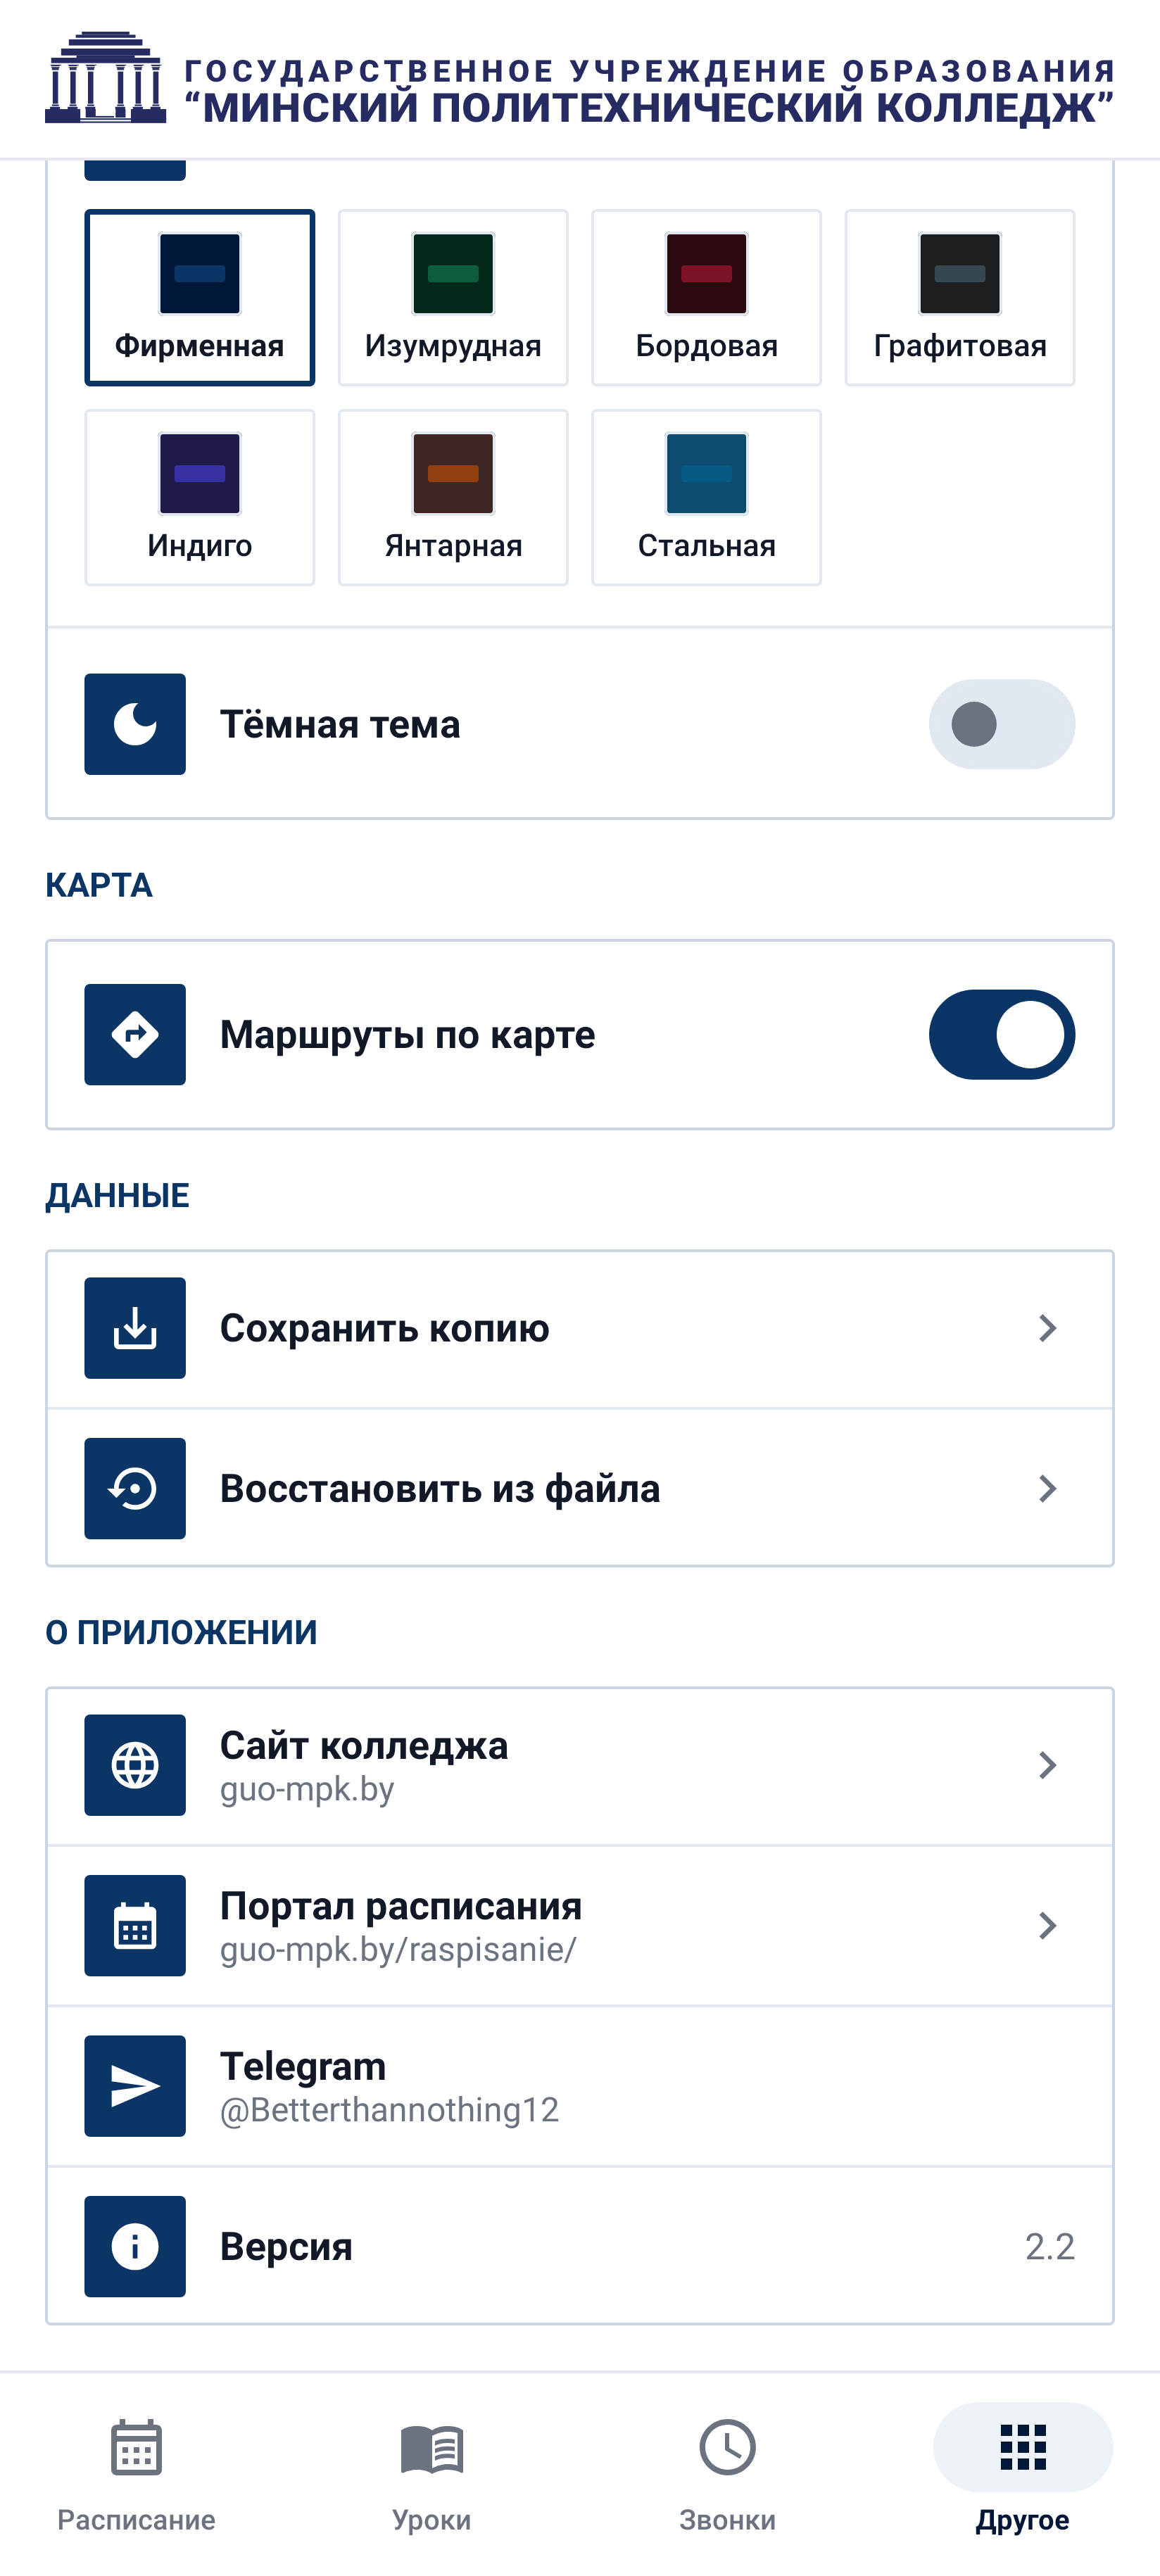 ГОСУДАРСТВЕННОЕ УЧРЕЖДЕНИЕ ОБРАЗОВАНИЯ
“МИНСКИЙ ПОЛИТЕХНИЧЕСКИЙ КОЛЛЕДЖ”
Фирменная Изумрудная Бордовая Графитовая
Индиго Янтарная Стальная
Тёмная тема
КАРТА
Маршруты по карте
ДАННЫЕ
Сохранить копию
Восстановить из файла
О ПРИЛОЖЕНИИ
Сайт колледжа
guo-mpk.by
Портал расписания
guo-mpk.by/raspisanie/
Telegram
@Betterthannothing12
Версия 2.2
Расписание Уроки Звонки Другое